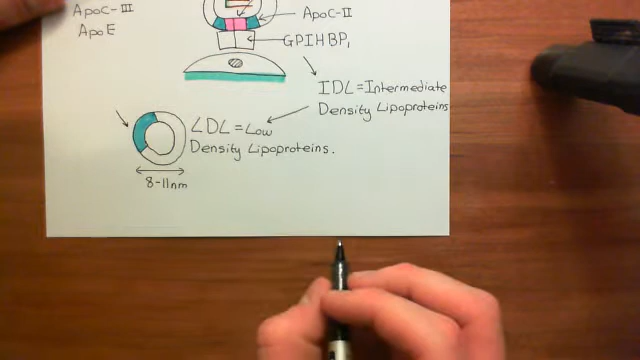 ApoC-III
ApoE
ApoC-II
GPIHBP1
IDL=Intermediate
Density Lipoproteins
LDL=Low
Density Lipoproteins.
8-11nm